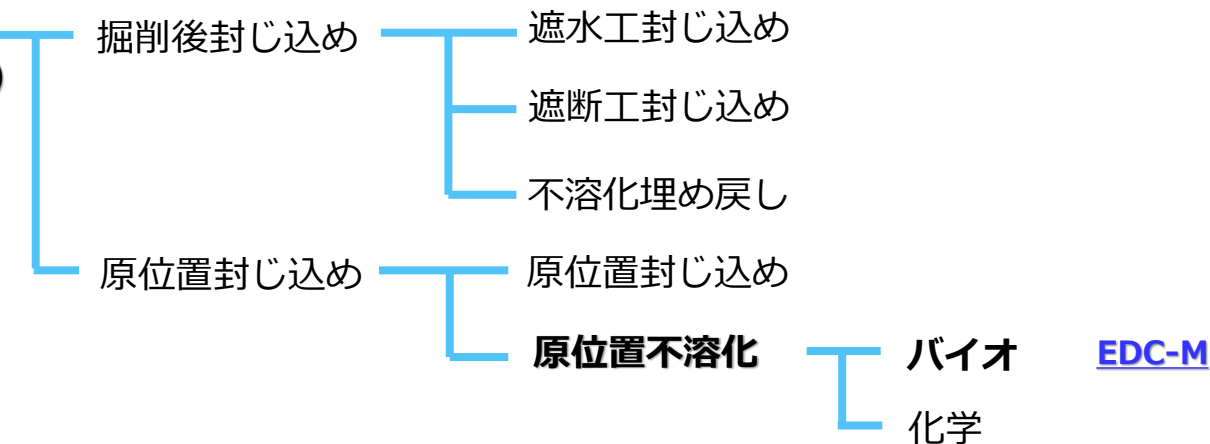 掘削後封じ込め
遮水工封じ込め
遮断工封じ込め
不溶化埋め戻し
原位置封じ込め
原位置封じ込め
原位置不溶化
バイオ
EDC-M
化学